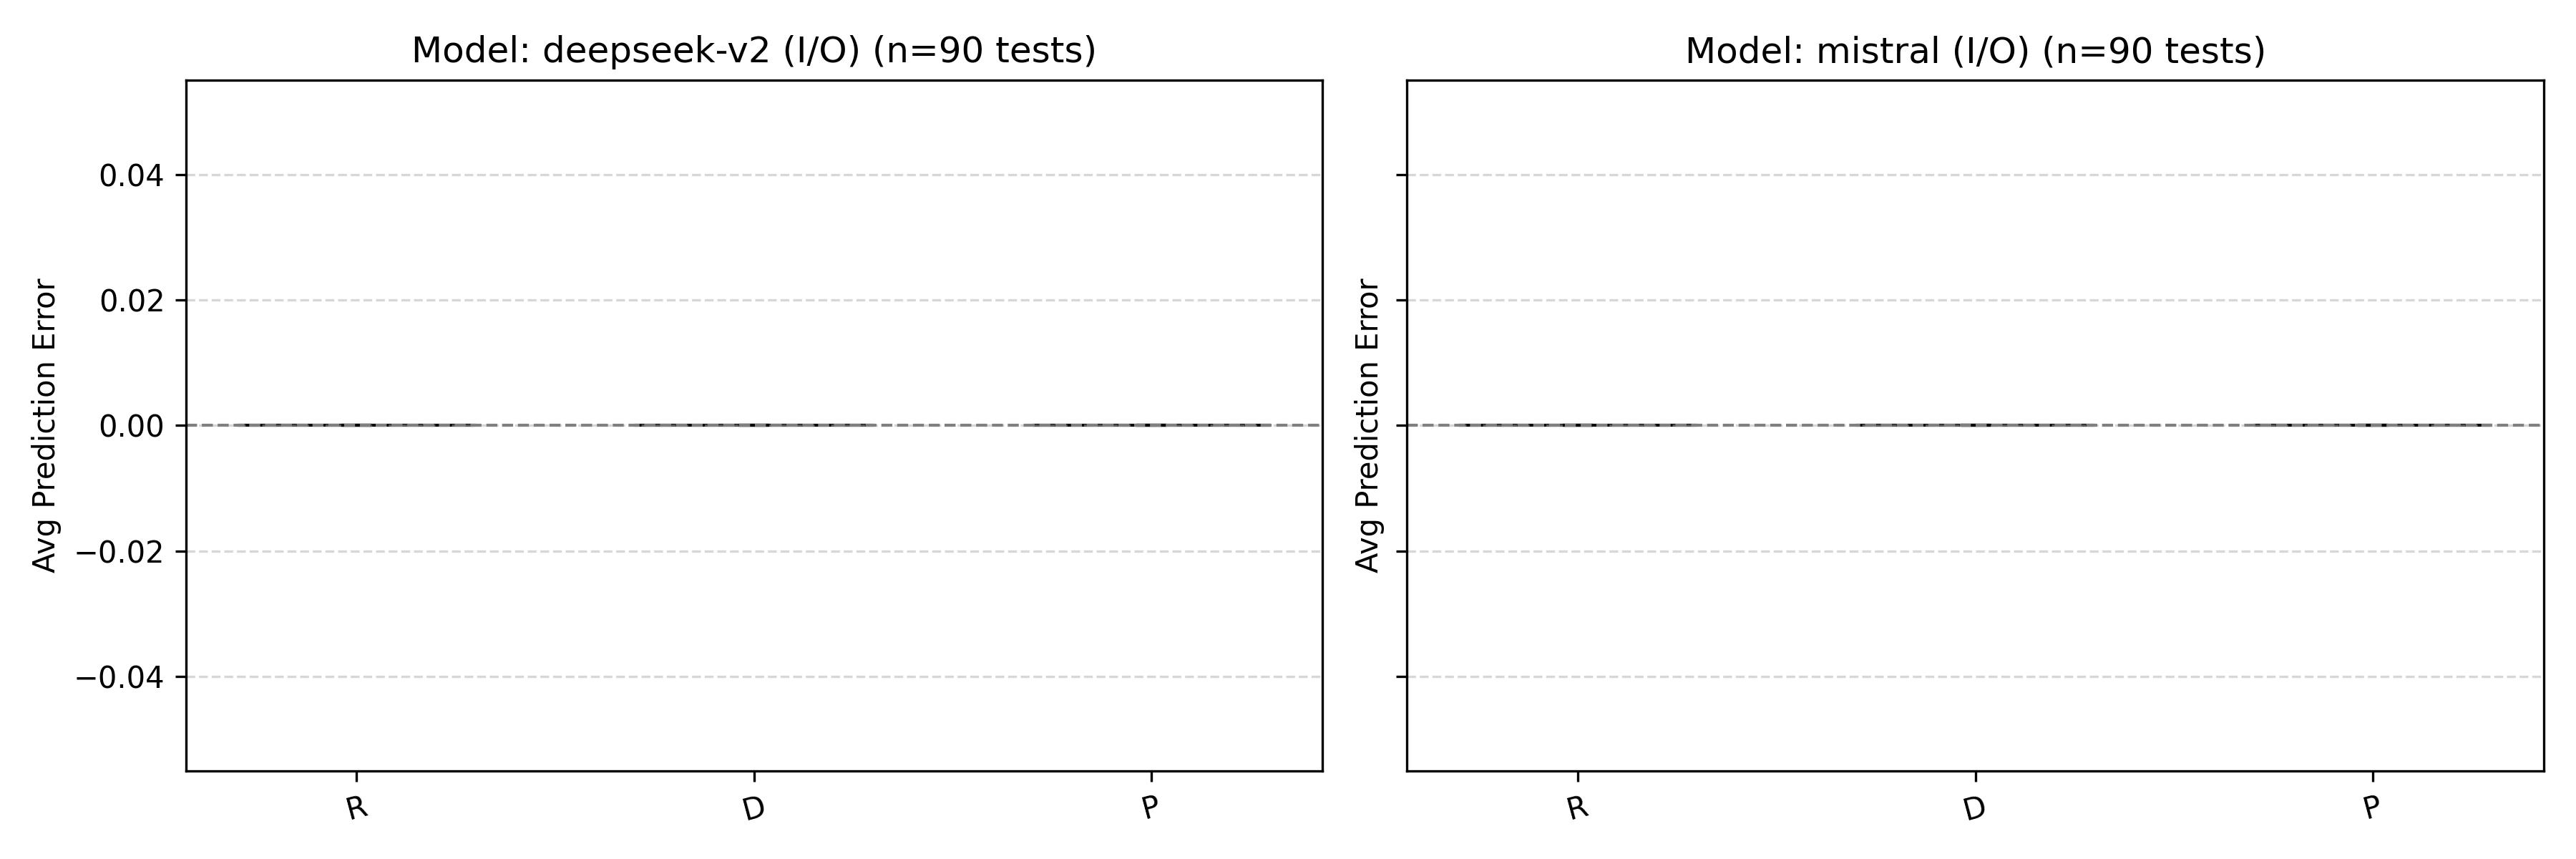 Model: deepseek-v2 (I/O) (n=90 tests)
Avg Prediction Error
0.04
0.02
0.00
−0.02
−0.04
R
D
P
Model: mistral (I/O) (n=90 tests)
Avg Prediction Error
R
D
P